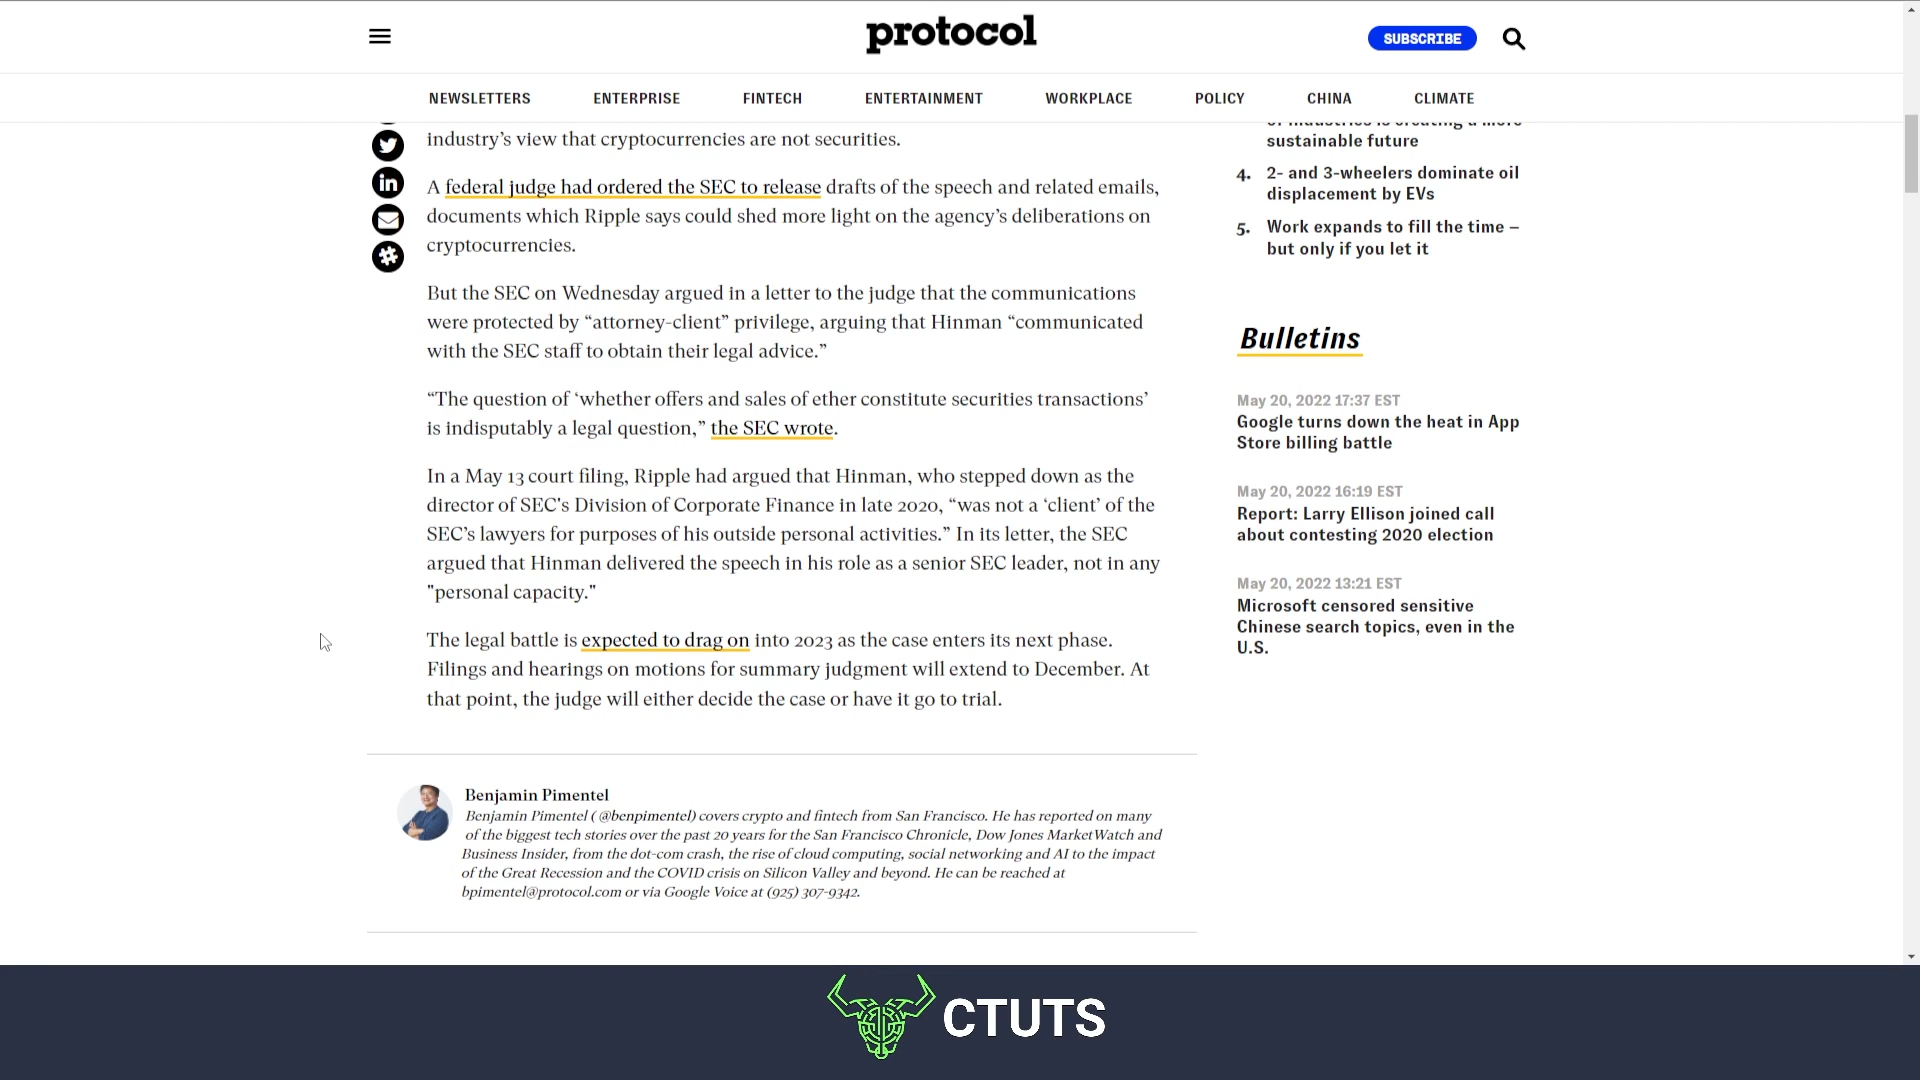 protocol
SUBSCRIBE
NEWSLETTERS ENTERPRISE FINTECH ENTERTAINMENT WORKPLACE POLICY CHINA CLIMATE
industry’s view that cryptocurrencies are not securities.
A federal judge had ordered the SEC to release drafts of the speech and related emails,
documents which Ripple says could shed more light on the agency’s deliberations on
cryptocurrencies.
But the SEC on Wednesday argued in a letter to the judge that the communications
were protected by “attorney-client” privilege, arguing that Hinman “communicated
with the SEC staff to obtain their legal advice.”
“The question of ‘whether offers and sales of ether constitute securities transactions’
is indisputably a legal question,” the SEC wrote.
In a May 13 court filing, Ripple had argued that Hinman, who stepped down as the
director of SEC's Division of Corporate Finance in late 2020, “was not a ‘client’ of the
SEC’s lawyers for purposes of his outside personal activities.” In its letter, the SEC
argued that Hinman delivered the speech in his role as a senior SEC leader, not in any
"personal capacity."
The legal battle is expected to drag on into 2023 as the case enters its next phase.
Filings and hearings on motions for summary judgment will extend to December. At
that point, the judge will either decide the case or have it go to trial.
Benjamin Pimentel
Benjamin Pimentel ( @benpimentel) covers crypto and fintech from San Francisco. He has reported on many
of the biggest tech stories over the past 20 years for the San Francisco Chronicle, Dow Jones MarketWatch and
Business Insider, from the dot-com crash, the rise of cloud computing, social networking and AI to the impact
of the Great Recession and the COVID crisis on Silicon Valley and beyond. He can be reached at
bpimentel@protocol.com or via Google Voice at (925) 307-9342.
of industries is creating a more
sustainable future
4. 2- and 3-wheelers dominate oil
displacement by EVs
5. Work expands to fill the time –
but only if you let it
Bulletins
May 20, 2022 17:37 EST
Google turns down the heat in App
Store billing battle
May 20, 2022 16:19 EST
Report: Larry Ellison joined call
about contesting 2020 election
May 20, 2022 13:21 EST
Microsoft censored sensitive
Chinese search topics, even in the
U.S.
CTUTS